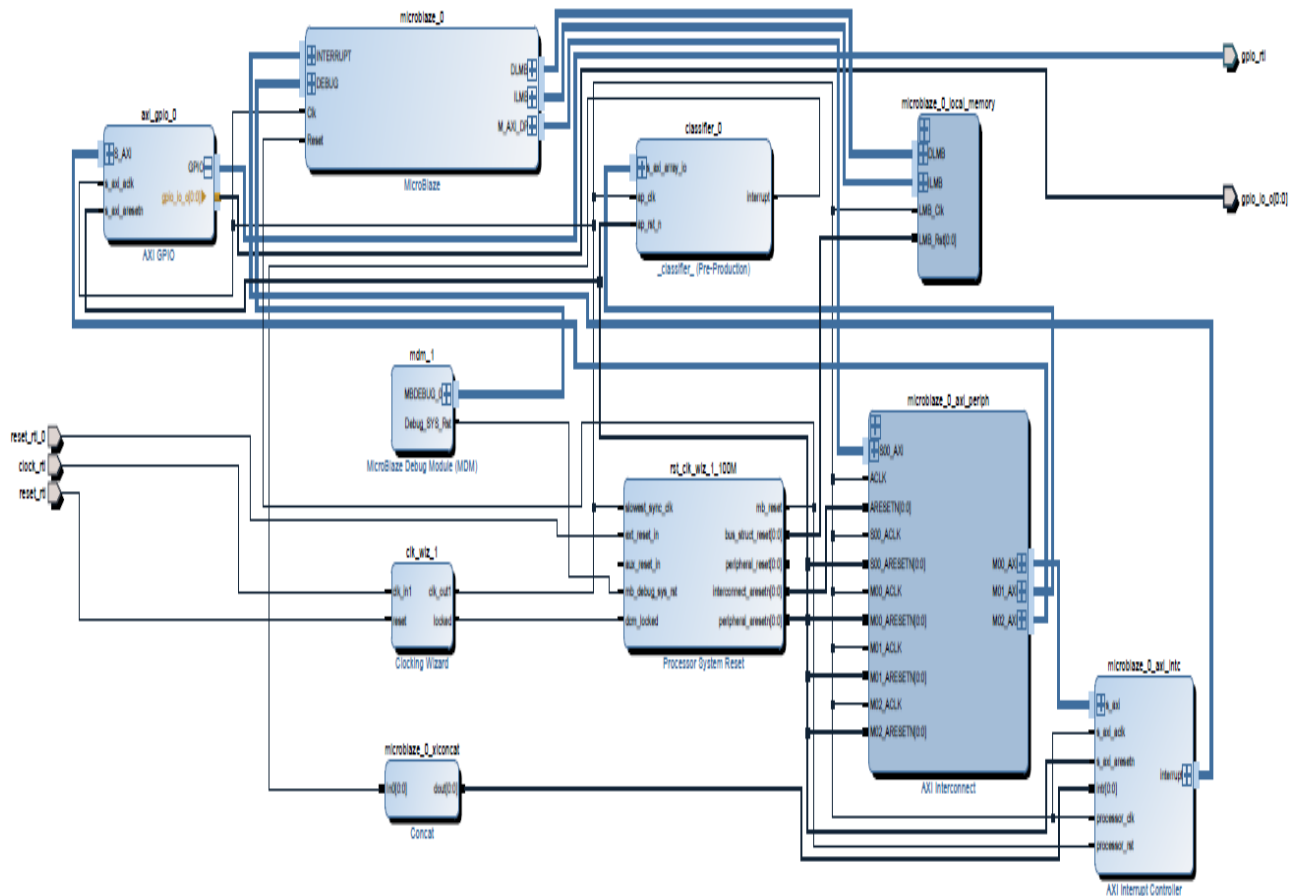 microblaze_0
INTERRUPT
DEBUG
Clk
Reset
DLMB
ILMB
M_AXI_DP
MicroBlaze
gpio_rtl
axi_gpio_0
S_AXI
s_axi_aclk
s_axi_aresetn
GPIO
gpio_io_o[0:0]
AXI GPIO
classifier_0
s_axi_array_io
ap_clk
ap_rst_n
interrupt
_classifier_ (Pre-Production)
microblaze_0_local_memory
DLMB
ILMB
LMB_Clk
LMB_Rst[0:0]
gpio_io_o[0:0]
mdm_1
MBDEBUG_0
Debug_SYS_Rst
MicroBlaze Debug Module (MDM)
reset_rtl_0
clock_rtl
reset_rtl
clk_wiz_1
clk_in1
reset
clk_out1
locked
Clocking Wizard
rst_clk_wiz_1_100M
slowest_sync_clk
ext_reset_in
aux_reset_in
mb_debug_sys_rst
dcm_locked
mb_reset
bus_struct_reset[0:0]
peripheral_reset[0:0]
interconnect_aresetn[0:0]
peripheral_aresetn[0:0]
Processor System Reset
microblaze_0_axi_periph
S00_AXI
ACLK
ARESETN[0:0]
S00_ACLK
S00_ARESETN[0:0]
M00_ACLK
M00_ARESETN[0:0]
M01_ACLK
M01_ARESETN[0:0]
M02_ACLK
M02_ARESETN[0:0]
M00_AXI
M01_AXI
M02_AXI
AXI Interconnect
microblaze_0_xlconcat
In0[0:0]
dout[0:0]
Concat
microblaze_0_axi_intc
s_axi
s_axi_aclk
s_axi_aresetn
intr[0:0]
processor_clk
processor_rst
interrupt
AXI Interrupt Controller